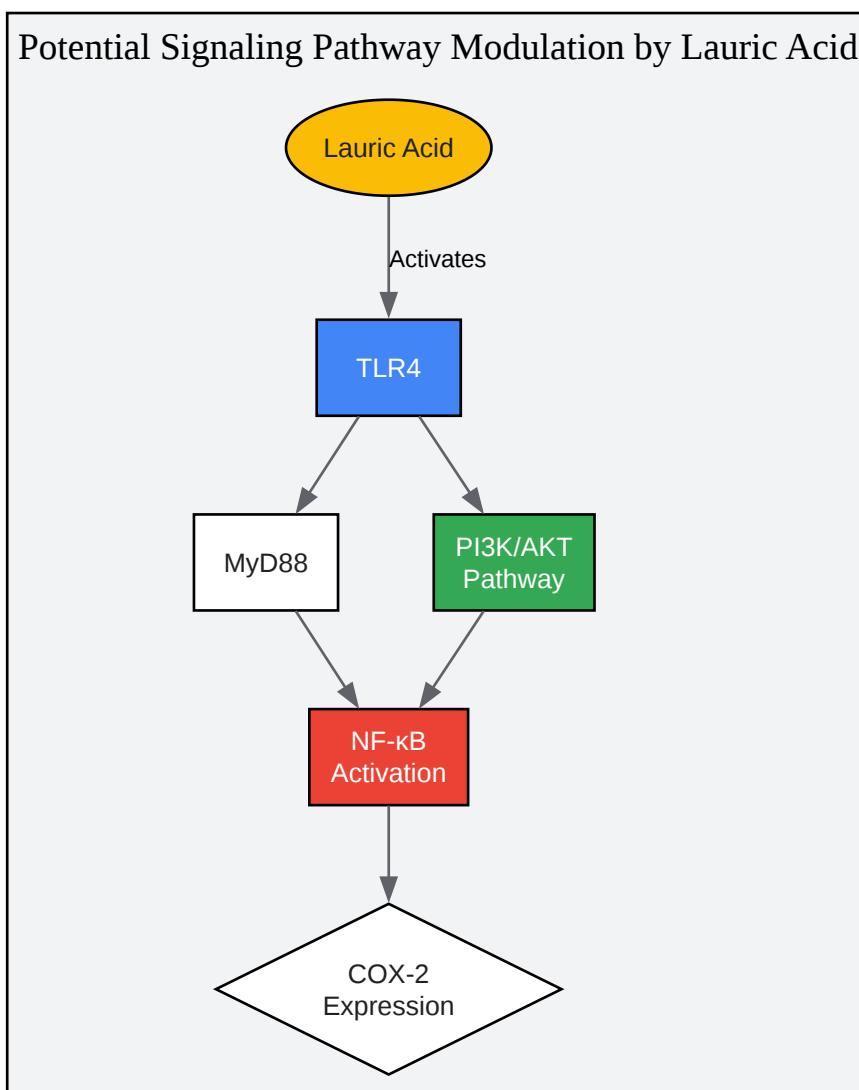 Potential Signaling Pathway Modulation by Lauric Acid
Lauric Acid
Activates
TLR4
MyD88
PI3K/AKT
Pathway
NF-κB
Activation
COX-2
Expression